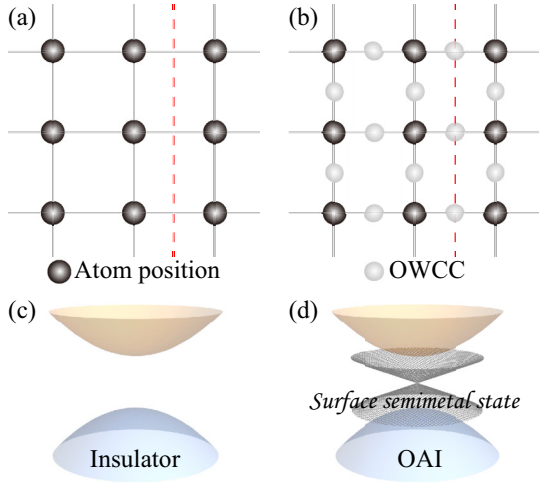 (a)
(b)
Atom position
OWCC
(c)
(d)
Surface semimetal state
Insulator
OAI